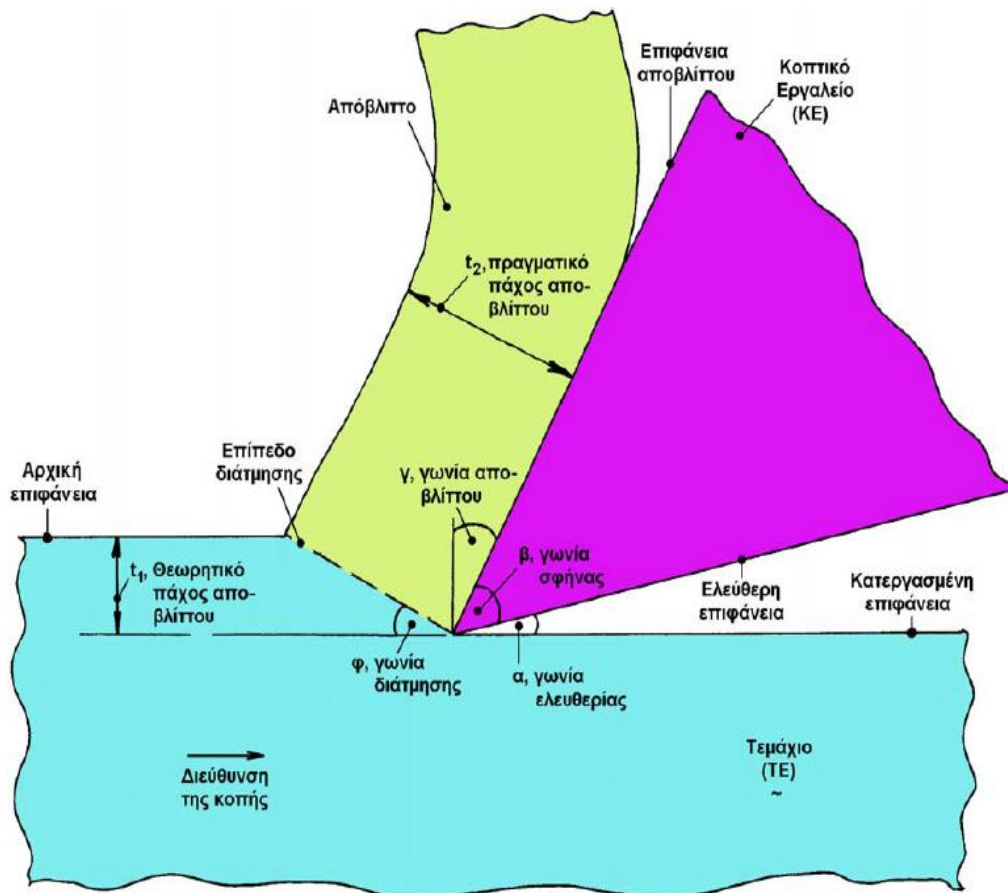 Επιφάνεια
αποβλίττου
Κοπτικό
Εργαλείο
(ΚΕ)
Απόβλιττο
t2, πραγματικό
πάχος απο-
βλίττου
Επίπεδο
διάτμησης
Αρχική
επιφάνεια
γ, γωνία απο-
βλίττου
t1, Θεωρητικό
πάχος απο-
βλίττου
β, γωνία
σφήνας
Ελεύθερη
επιφάνεια
Κατεργασμένη
επιφάνεια
φ, γωνία
διάτμησης
α, γωνία
ελευθερίας
Διεύθυνση
της κοπής
Τεμάχιο
(ΤΕ)
~